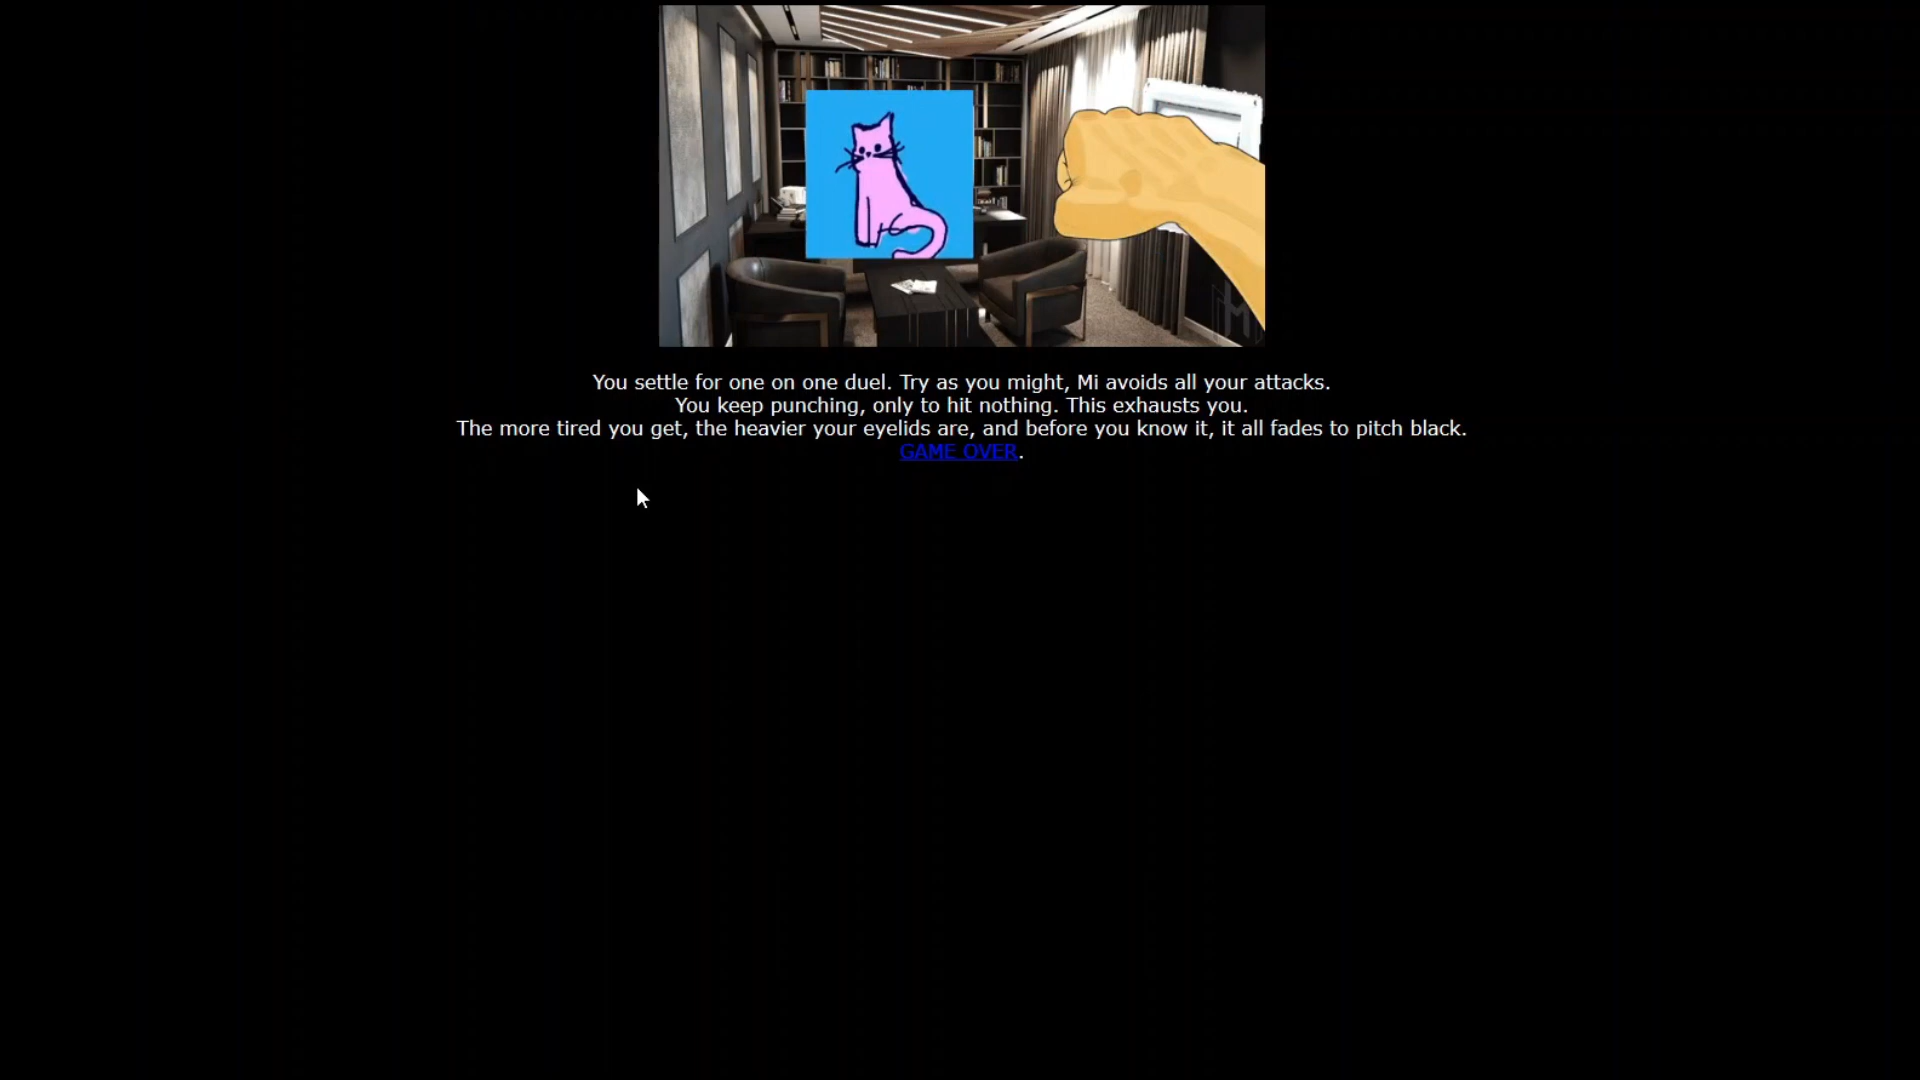 You settle for one on one duel. Try as you might, Mi avoids all your attacks.
You keep punching, only to hit nothing. This exhausts you.
The more tired you get, the heavier your eyelids are, and before you know it, it all fades to pitch black.
GAME OVER.